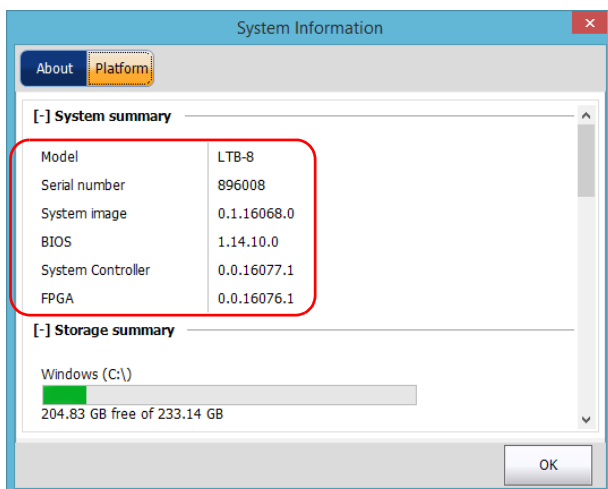 System Information
About Platform
[-] System summary
Model LTB-8
Serial number 896008
System image 0.1.16068.0
BIOS 1.14.10.0
System Controller 0.0.16077.1
FPGA 0.0.16076.1
[-] Storage summary
Windows (C:\)
204.83 GB free of 233.14 GB
OK